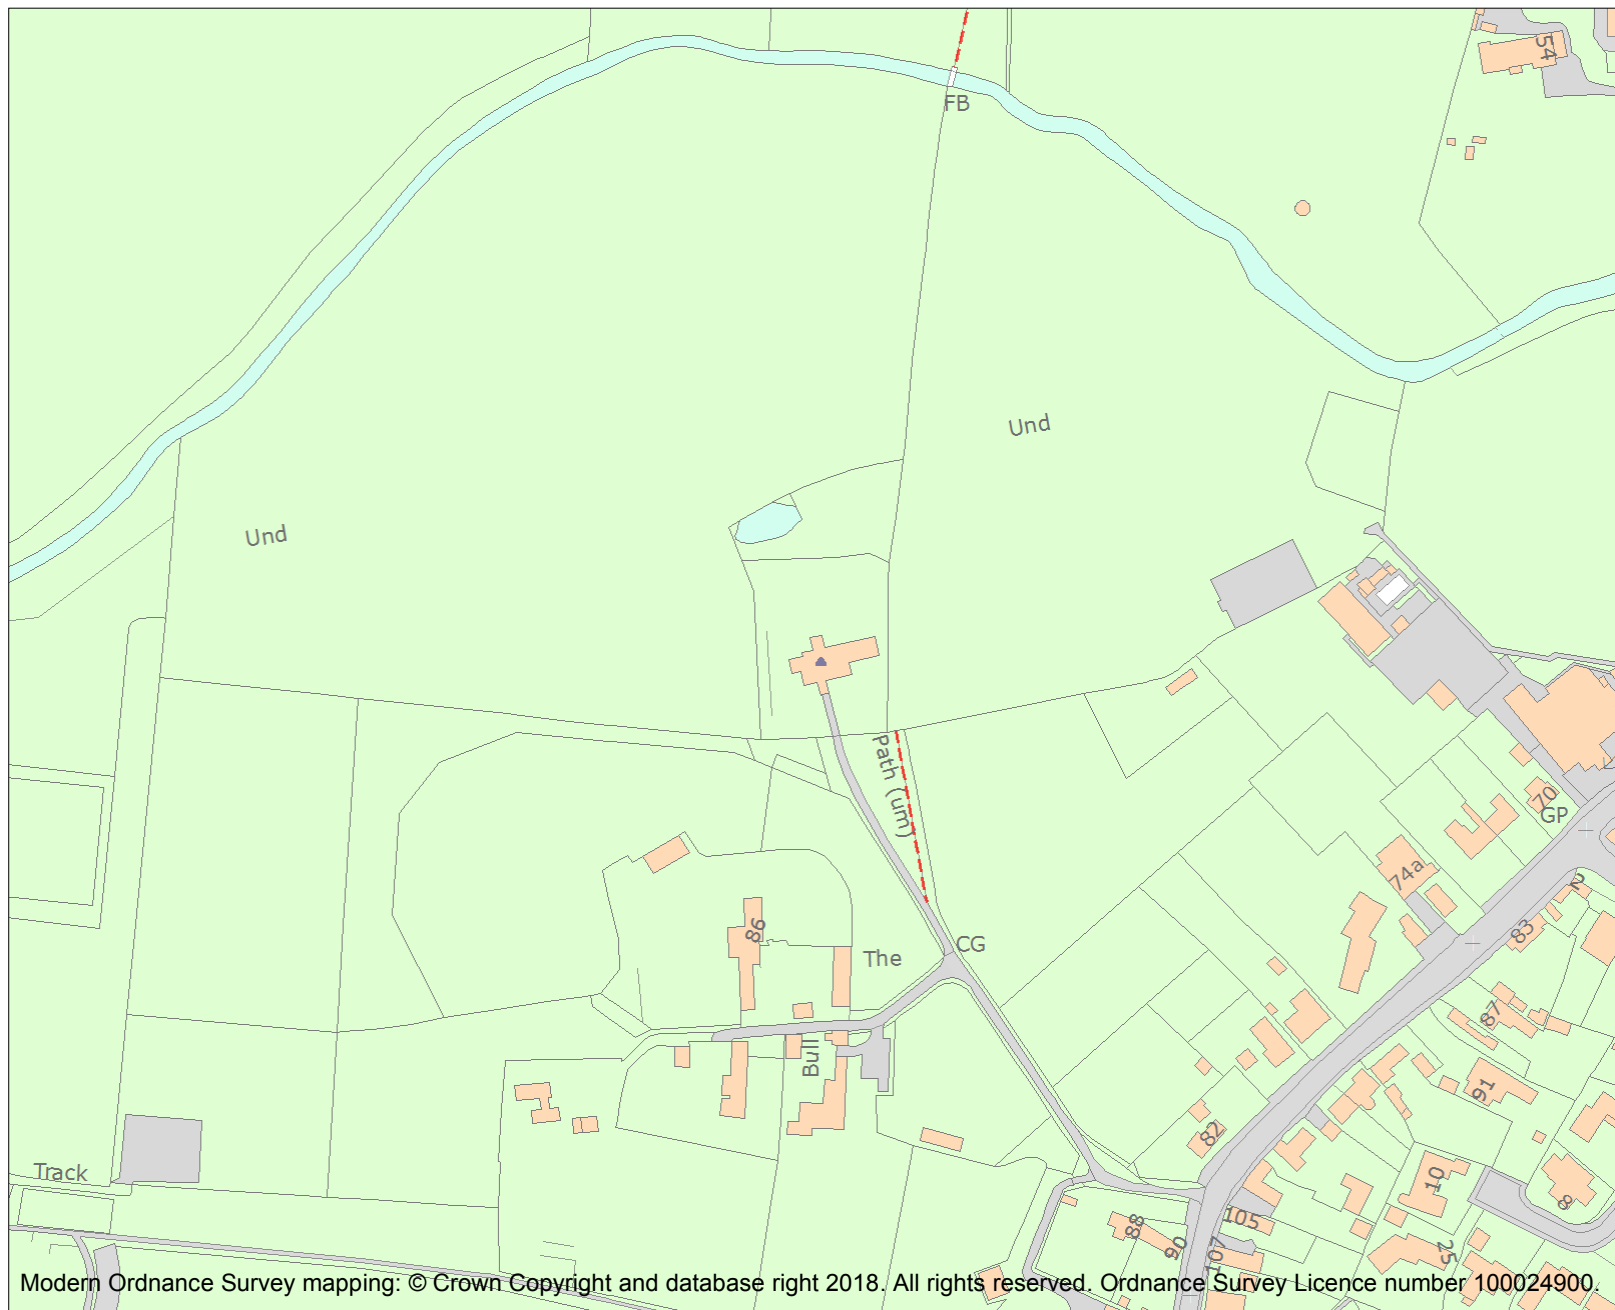 54
FB
Und
Und
Path (um)
70
GP
74a
2
83
86
The
CG
87
Bull
91
82
Track
10
8
105
88
90
107
25
Modern Ordnance Survey mapping: © Crown Copyright and database right 2018. All rights reserved. Ordnance Survey Licence number 100024900.